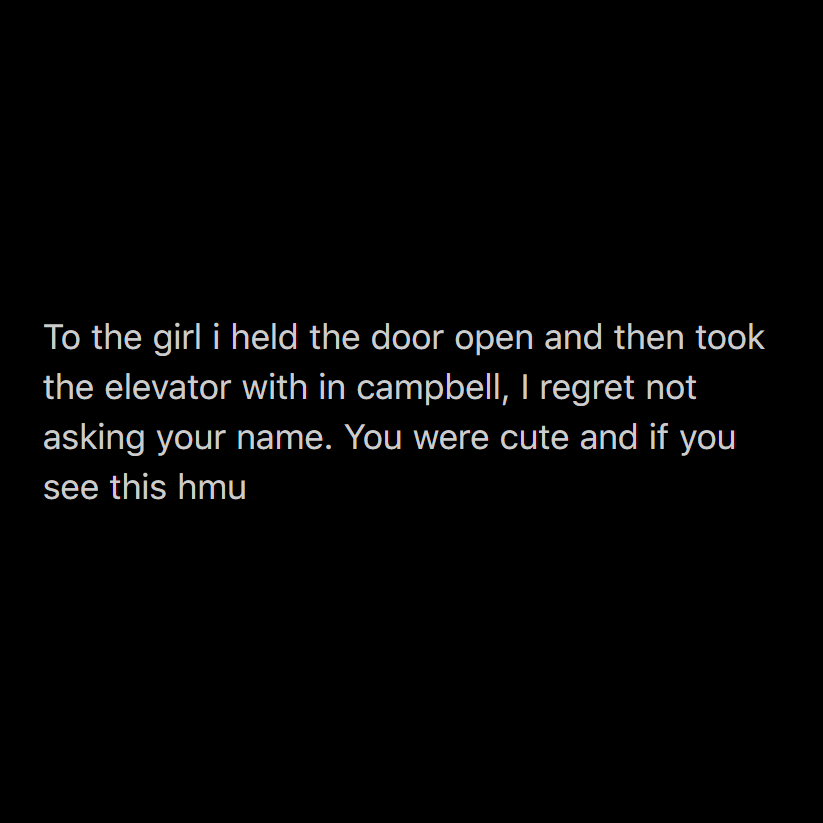 To the girl i held the door open and then took
the elevator with in campbell, I regret not
asking your name. You were cute and if you
see this hmu